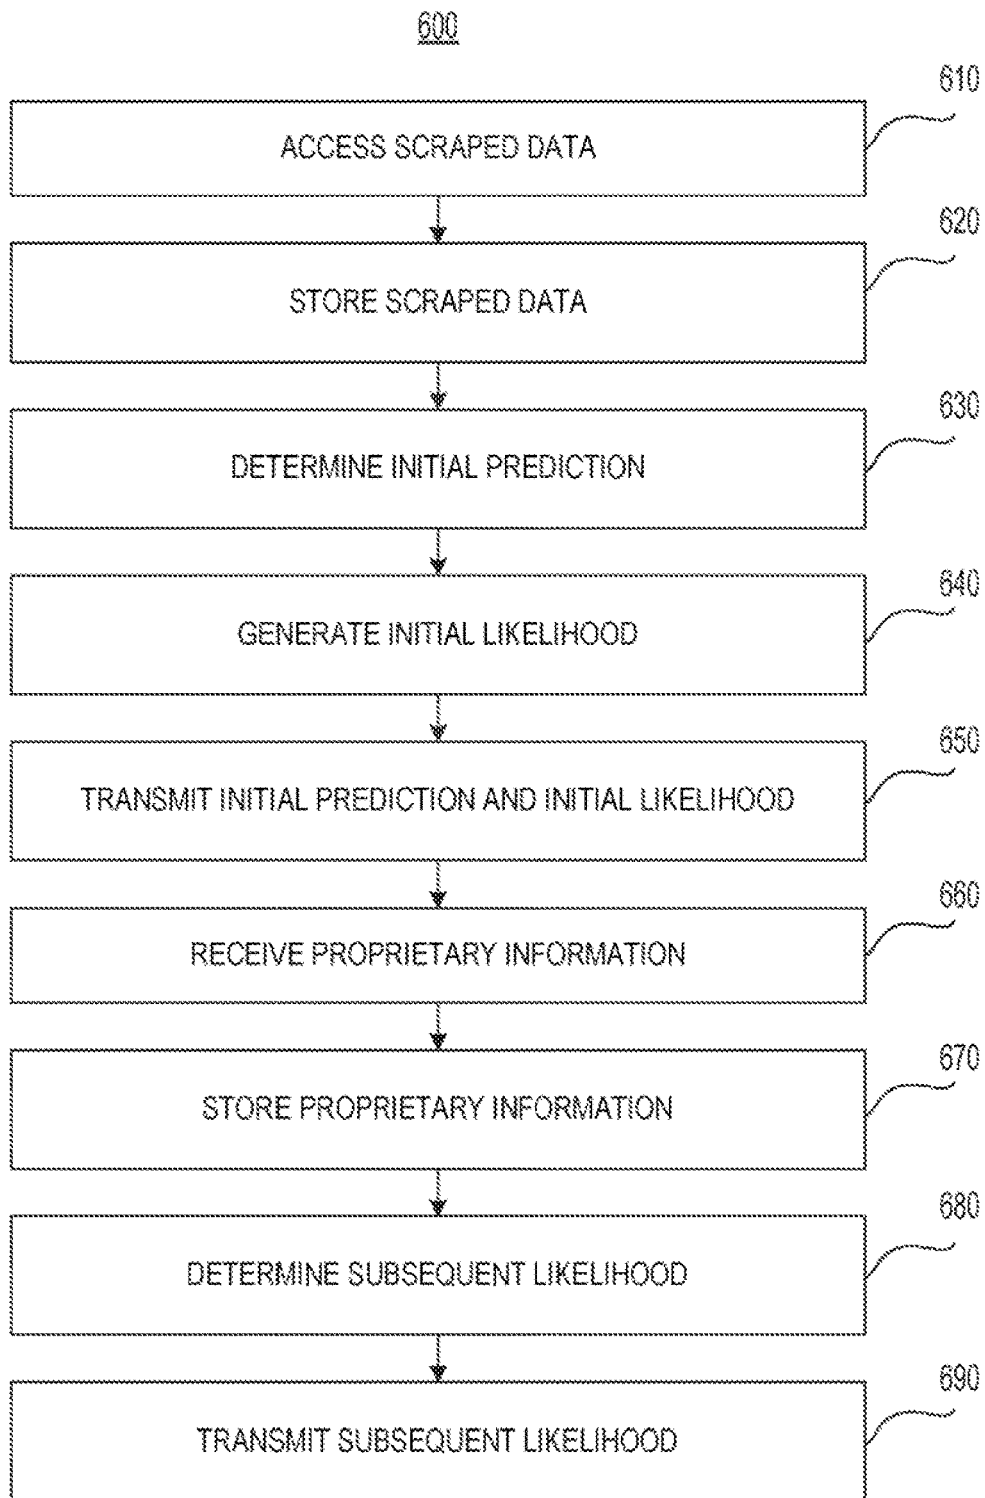 600
610
ACCESS SCRAPED DATA
620
STORE SCRAPED DATA
630
DETERMINE INITIAL PREDICTION
640
GENERATE INITIAL LIKELIHOOD
650
TRANSMIT INITIAL PREDICTION AND INITIAL LIKELIHOOD
660
RECEIVE PROPRIETARY INFORMATION
670
STORE PROPRIETARY INFORMATION
680
DETERMINE SUBSEQUENT LIKELIHOOD
690
TRANSMIT SUBSEQUENT LIKELIHOOD